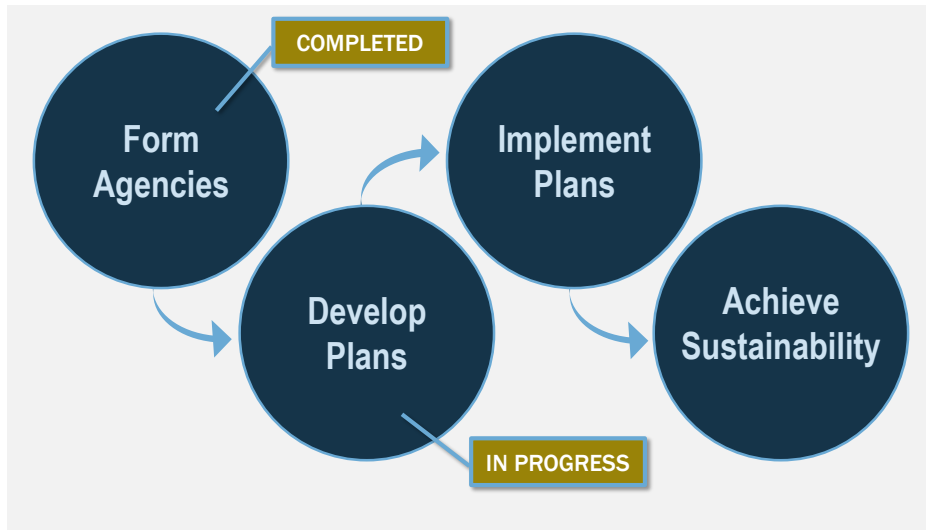 COMPLETED
Form
Agencies
Develop
Plans
IN PROGRESS
Implement
Plans
Achieve
Sustainability